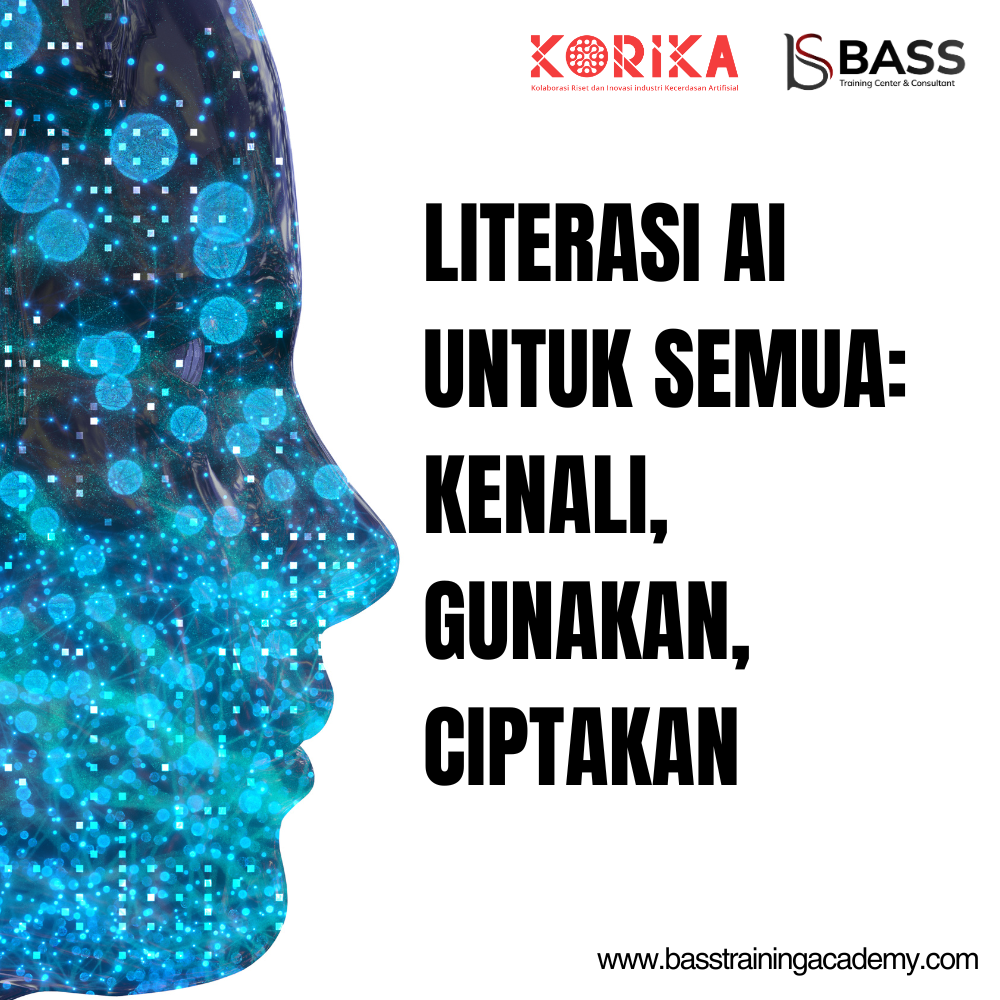 KORIKA
Kolaborasi Riset dan Inovasi industri Kecerdasan Artifisial
BASS
Training Center & Consultant
LITERASI AI
UNTUK SEMUA:
KENALI,
GUNAKAN,
CIPTAKAN
www.basstrainingacademy.com